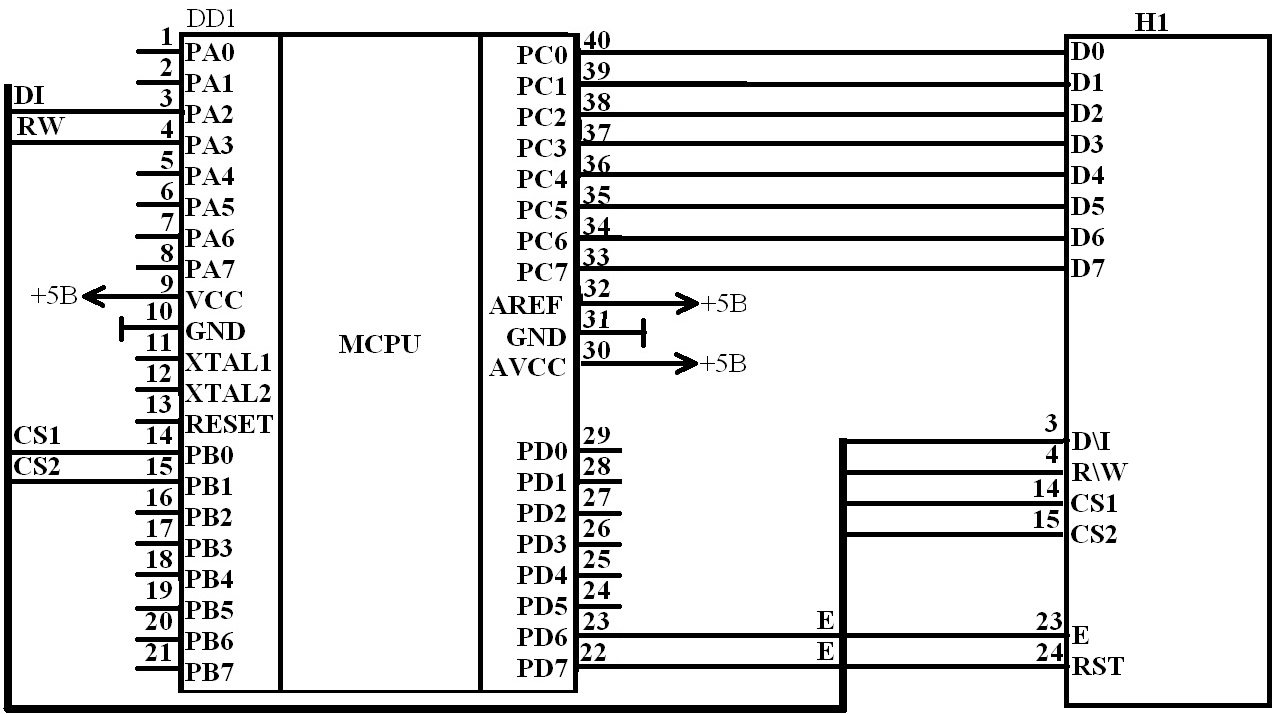 DD1
H1
1 PA0
2 PA1
DI 3 PA2
RW 4 PA3
5 PA4
6 PA5
7 PA6
8 PA7
+5В 9 VCC
10 GND
11 XTAL1
12 XTAL2
13 RESET
CS1 14 PB0
CS2 15 PB1
16 PB2
17 PB3
18 PB4
19 PB5
20 PB6
21 PB7
MCPU
PC0 40 D0
PC1 39 D1
PC2 38 D2
PC3 37 D3
PC4 36 D4
PC5 35 D5
PC6 34 D6
PC7 33 D7
AREF 32 +5В
GND 31
AVCC 30 +5В
PD0 29
PD1 28
PD2 27
PD3 26
PD4 25
PD5 24
PD6 23 E 23 E
PD7 22 E 24 RST
3 D\I
4 R\W
14 CS1
15 CS2